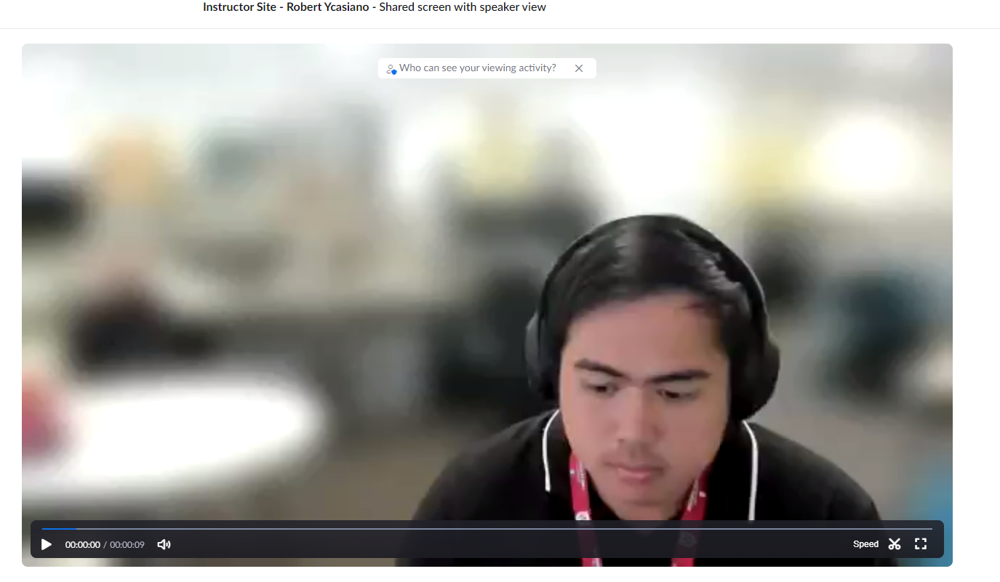 Instructor Site - Robert Ycasiano - Shared screen with speaker view
Who can see your viewing activity?
00:00:00 / 00:00:09
Speed